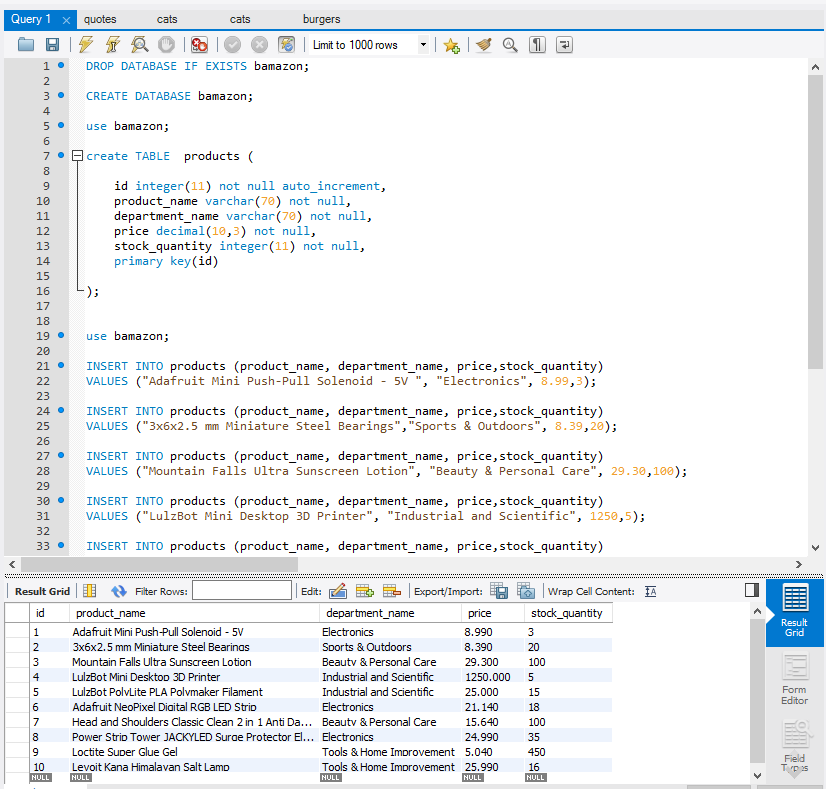 Query 1 × quotes cats cats burgers
Limit to 1000 rows
1 DROP DATABASE IF EXISTS bamazon;
2
3 CREATE DATABASE bamazon;
4
5 use bamazon;
6
7 create TABLE  products (
8
9 id integer(11) not null auto_increment,
10 product_name varchar(70) not null,
11 department_name varchar(70) not null,
12 price decimal(10,3) not null,
13 stock_quantity integer(11) not null,
14 primary key(id)
15
16 );
17
18
19 use bamazon;
20
21 INSERT INTO products (product_name, department_name, price,stock_quantity)
22 VALUES ("Adafruit Mini Push-Pull Solenoid - 5V ", "Electronics", 8.99,3);
23
24 INSERT INTO products (product_name, department_name, price,stock_quantity)
25 VALUES ("3x6x2.5 mm Miniature Steel Bearings","Sports & Outdoors", 8.39,20);
26
27 INSERT INTO products (product_name, department_name, price,stock_quantity)
28 VALUES ("Mountain Falls Ultra Sunscreen Lotion", "Beauty & Personal Care", 29.30,100);
29
30 INSERT INTO products (product_name, department_name, price,stock_quantity)
31 VALUES ("LulzBot Mini Desktop 3D Printer", "Industrial and Scientific", 1250,5);
32
33 INSERT INTO products (product_name, department_name, price,stock_quantity)
Result Grid Filter Rows: Edit: Export/Import: Wrap Cell Content: IA
id product_name department_name price stock_quantity
1 Adafruit Mini Push-Pull Solenoid - 5V Electronics 8.990 3
2 3x6x2.5 mm Miniature Steel Bearings Sports & Outdoors 8.390 20
3 Mountain Falls Ultra Sunscreen Lotion Beauty & Personal Care 29.300 100
4 LulzBot Mini Desktop 3D Printer Industrial and Scientific 1250.000 5
5 LulzBot PolyLite PLA Polymaker Filament Industrial and Scientific 25.000 15
6 Adafruit NeoPixel Digital RGB LED Strip Electronics 21.140 18
7 Head and Shoulders Classic Clean 2 in 1 Anti Da... Beauty & Personal Care 15.640 100
8 Power Strip Tower JACKYLED Surge Protector El... Electronics 24.990 35
9 Loctite Super Glue Gel Tools & Home Improvement 5.040 450
10 Levoit Kana Himalayan Salt Lamp Tools & Home Improvement 25.990 16
NULL NULL NULL NULL NULL
Result
Grid
Form
Editor
Field
Types